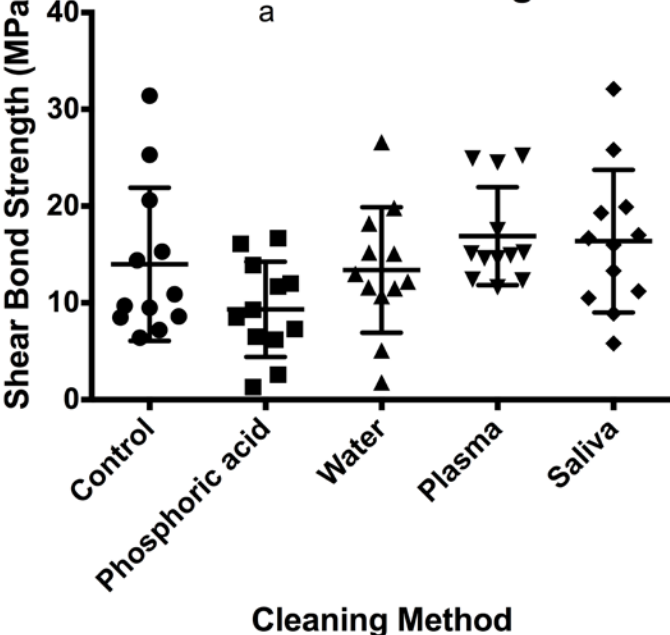 a
Shear Bond Strength (MPa
40
30
20
10
0
Control
Phosphoric acid
Water
Plasma
Saliva
Cleaning Method